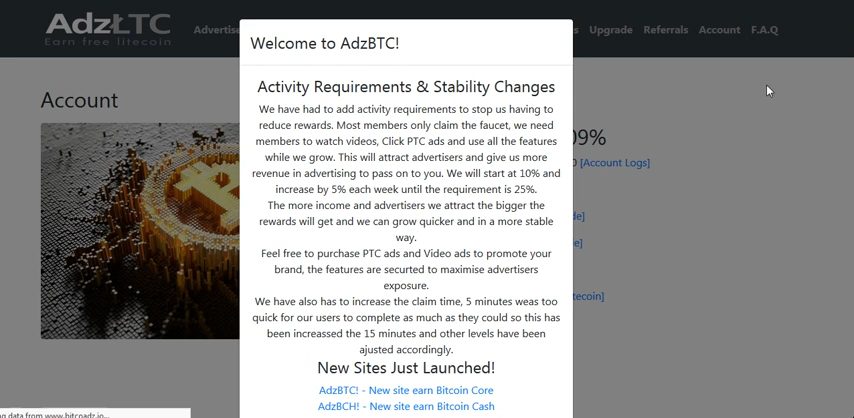 AdzŁTC
Earn free litecoin
Upgrade Referrals Account F.A.Q
Welcome to AdzBTC!
Account
Activity Requirements & Stability Changes
We have had to add activity requirements to stop us having to
reduce rewards. Most members only claim the faucet, we need
members to watch videos, Click PTC ads and use all the features
while we grow. This will attract advertisers and give us more
revenue in advertising to pass on to you. We will start at 10% and
increase by 5% each week until the requirement is 25%.
The more income and advertisers we attract the bigger the
rewards will get and we can grow quicker and in a more stable
way.
Feel free to purchase PTC ads and Video ads to promote your
brand, the features are securted to maximise advertisers
exposure.
We have also has to increase the claim time, 5 minutes weas too
quick for our users to complete as much as they could so this has
been increassed the 15 minutes and other levels have been
ajusted accordingly.
New Sites Just Launched!
AdzBTC! - New site earn Bitcoin Core
AdzBCH! - New site earn Bitcoin Cash
09%
[Account Logs]